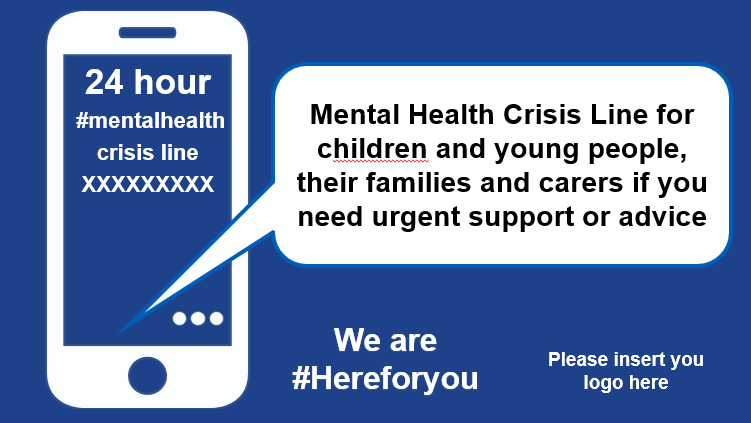 24 hour
#mentalhealth
crisis line
XXXXXXXXX
Mental Health Crisis Line for
children and young people,
their families and carers if you
need urgent support or advice
We are
#Hereforyou
Please insert you
logo here